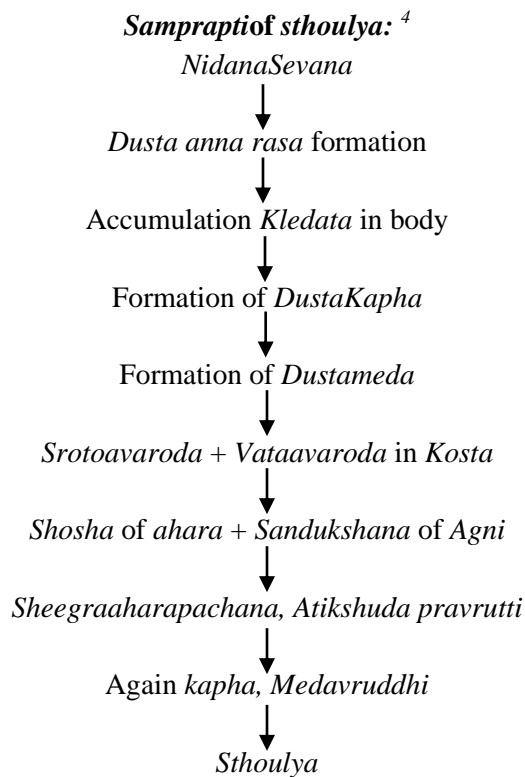 Sampraptiof sthoulya: 4
NidanaSevana
Dusta anna rasa formation
Accumulation Kledata in body
Formation of DustaKapha
Formation of Dustameda
Srotoavaroda + Vataavaroda in Kosta
Shosha of ahara + Sandukshana of Agni
Sheegraaharapachana, Atikshuda pravrutti
Again kapha, Medavruddhi
Sthoulya